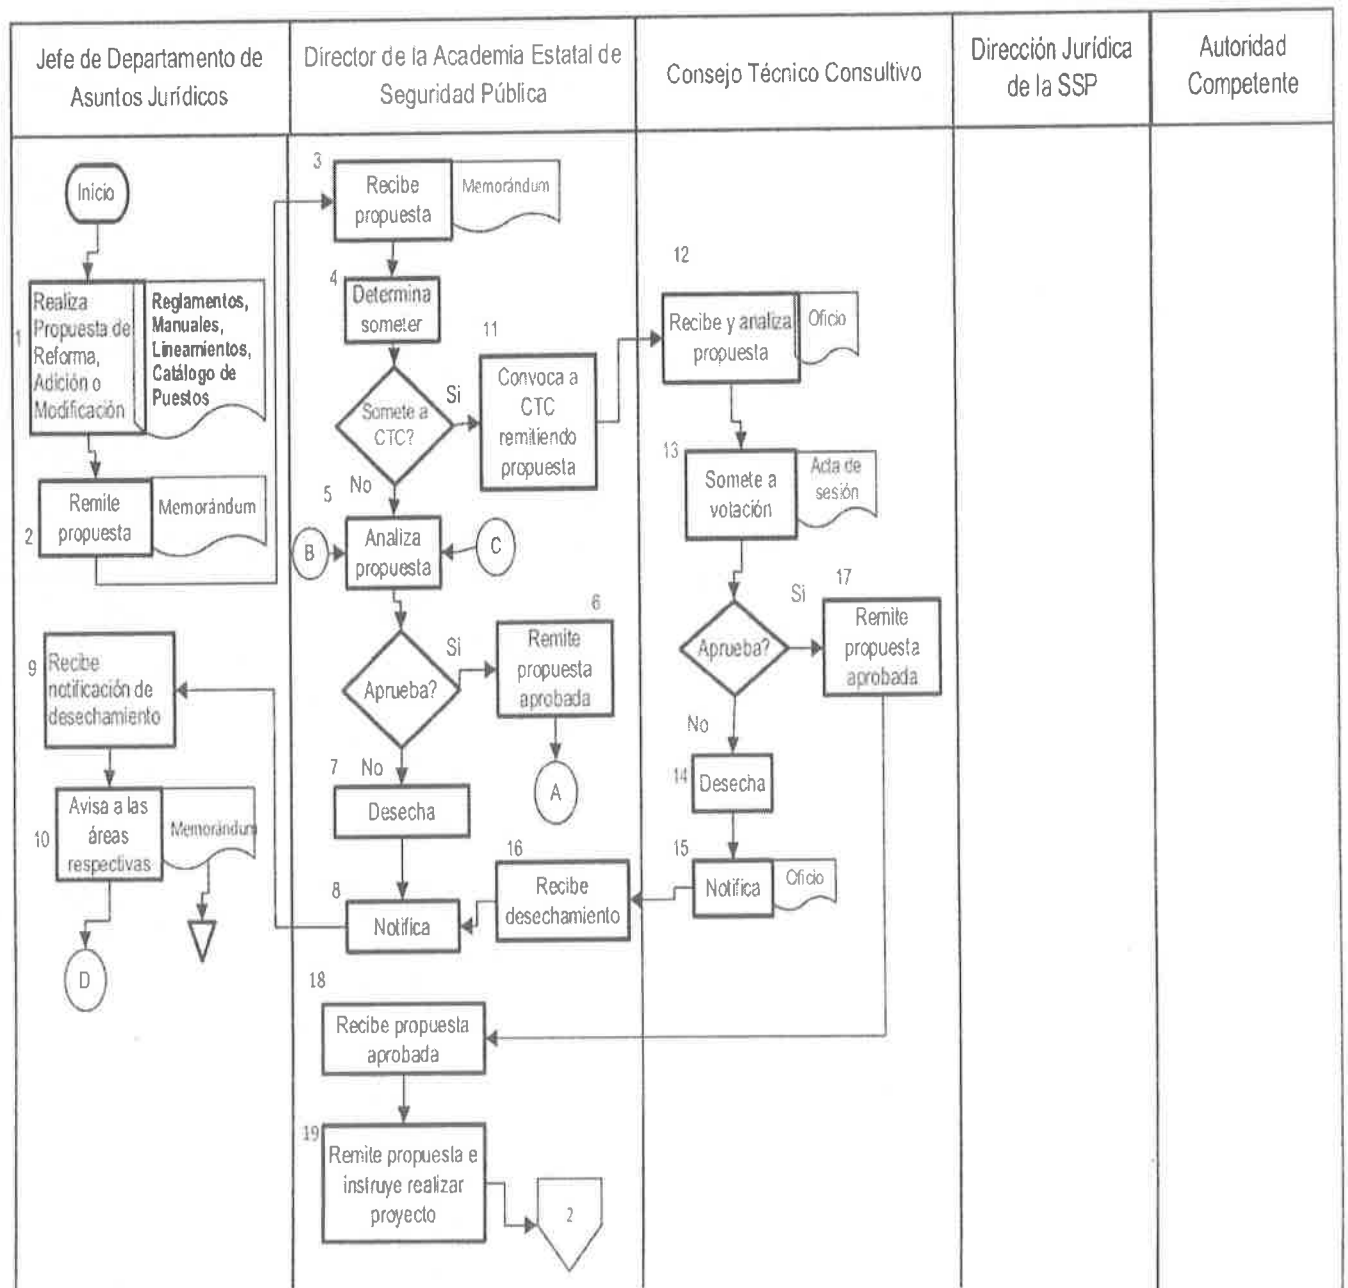 Jefe de Departamento de
Asuntos Jurídicos
Director de la Academia Estatal de
Seguridad Pública
Consejo Técnico Consultivo
Dirección Jurídica
de la SSP
Autoridad
Competente
Inicio
1
Realiza
Propuesta de
Reforma,
Adición o
Modificación
Reglamentos,
Manuales,
Lineamientos,
Catálogo de
Puestos
2
Remite
propuesta
Memorándum
3
Recibe
propuesta
Memorándum
4
Determina
someter
Somete a
CTC?
Si
No
11
Convoca a
CTC
remitiendo
propuesta
12
Recibe y analiza
propuesta
Oficio
13
Somete a
votación
Acta de
sesión
5
B
Analiza
propuesta
C
Aprueba?
Si
No
6
Remite
propuesta
aprobada
A
Aprueba?
Si
No
17
Remite
propuesta
aprobada
9
Recibe
notificación de
desechamiento
7
Desecha
14
Desecha
10
Avisa a las
áreas
respectivas
Memorándum
D
8
Notifica
16
Recibe
desechamiento
15
Notifica
Oficio
18
Recibe propuesta
aprobada
19
Remite propuesta e
instruye realizar
proyecto
2